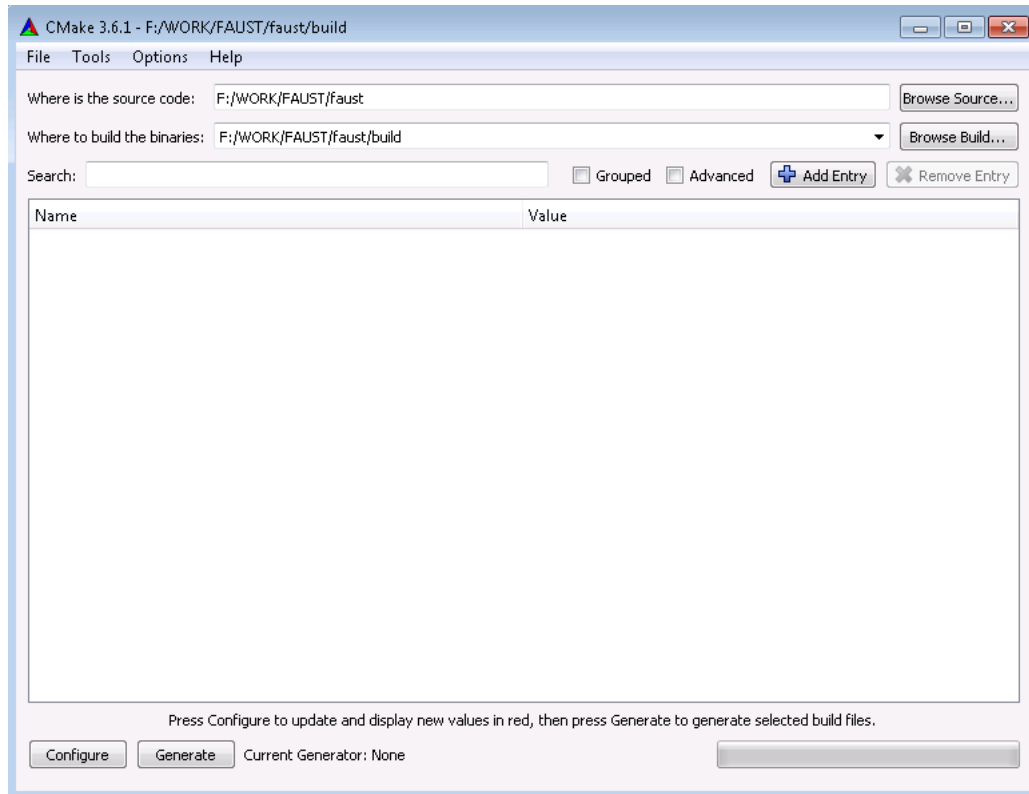 CMake 3.6.1 - F:/WORK/FAUST/faust/build
File Tools Options Help
Where is the source code: F:/WORK/FAUST/faust Browse Source...
Where to build the binaries: F:/WORK/FAUST/faust/build Browse Build...
Search: Grouped Advanced Add Entry Remove Entry
Name Value
Press Configure to update and display new values in red, then press Generate to generate selected build files.
Configure Generate Current Generator: None